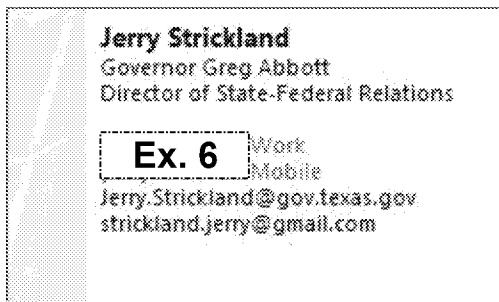 Jerry Strickland
Governor Greg Abbott
Director of State-Federal Relations
Ex. 6 Work
Mobile
Jerry.Strickland@gov.texas.gov
strickland.jerry@gmail.com